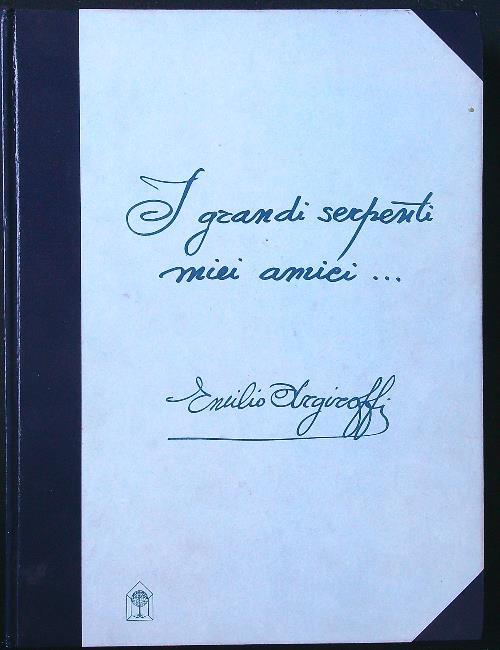 I grandi serpenti
miei amici ...
Emilio Argiroffi